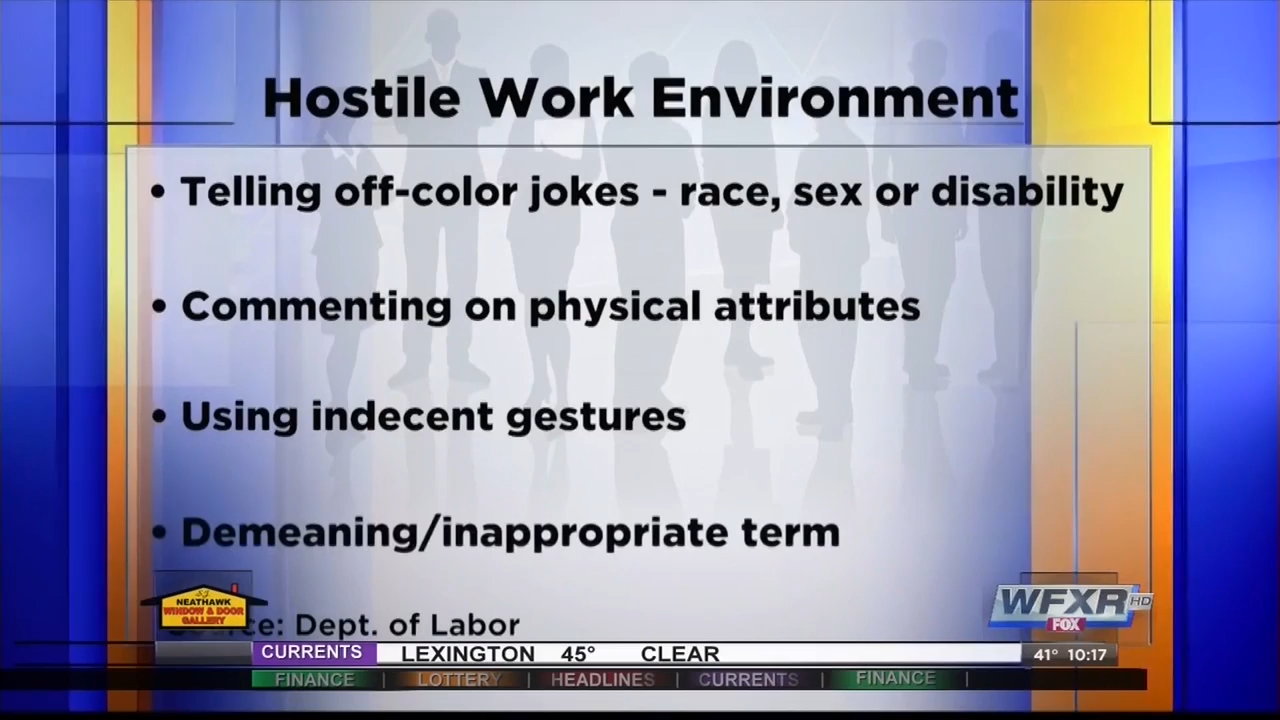 Hostile Work Environment
• Telling off-color jokes - race, sex or disability
• Commenting on physical attributes
• Using indecent gestures
• Demeaning/inappropriate term
NEATHAWK
WINDOW & DOOR
GALLERY
Dept. of Labor
WFXR HD
FOX
CURRENTS LEXINGTON 45° CLEAR 41° 10:17
FINANCE | LOTTERY | HEADLINES | CURRENTS | FINANCE |